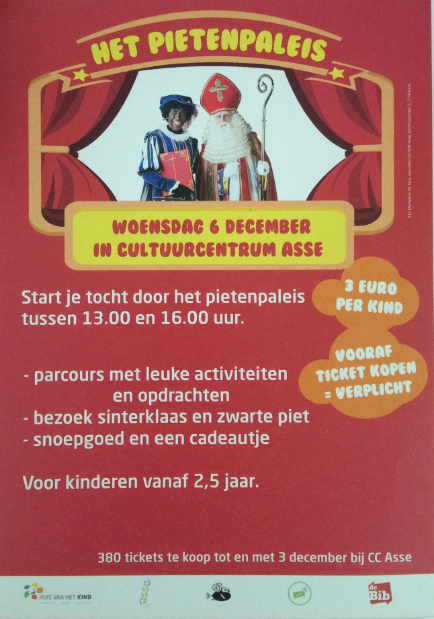 HET PIETENPALEIS
WOENSDAG 6 DECEMBER
IN CULTUURCENTRUM ASSE
Start je tocht door het pietenpaleis
tussen 13.00 en 16.00 uur.
3 EURO
PER KIND
VOORAF
TICKET KOPEN
= VERPLICHT
- parcours met leuke activiteiten
en opdrachten
- bezoek sinterklaas en zwarte piet
- snoepgoed en een cadeautje
Voor kinderen vanaf 2,5 jaar.
380 tickets te koop tot en met 3 december bij CC Asse
HUIS VAN HET KIND
asse
de
Bib